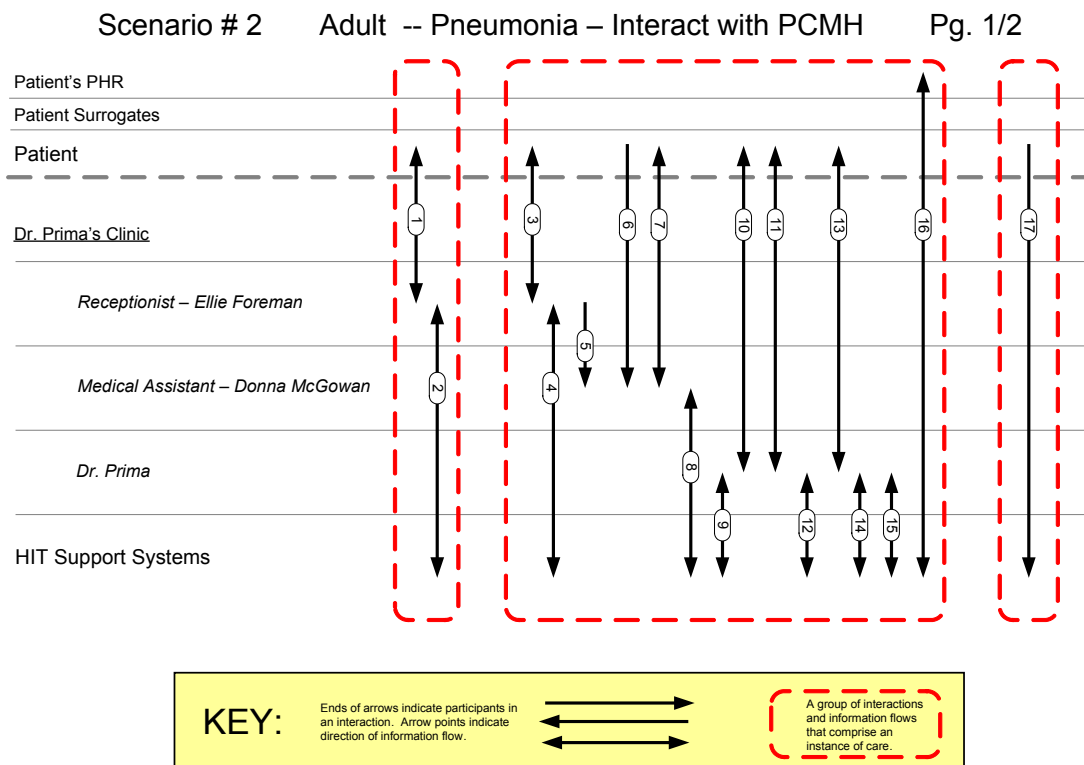 Scenario # 2 Adult -- Pneumonia – Interact with PCMH Pg. 1/2
Patient's PHR
Patient Surrogates
Patient
Dr. Prima's Clinic
Receptionist – Ellie Foreman
Medical Assistant – Donna McGowan
Dr. Prima
HIT Support Systems
1
2
3
4
5
6
7
8
9
10
11
12
13
14
15
16
17
KEY:
Ends of arrows indicate participants in
an interaction. Arrow points indicate
direction of information flow.
A group of interactions
and information flows
that comprise an
instance of care.